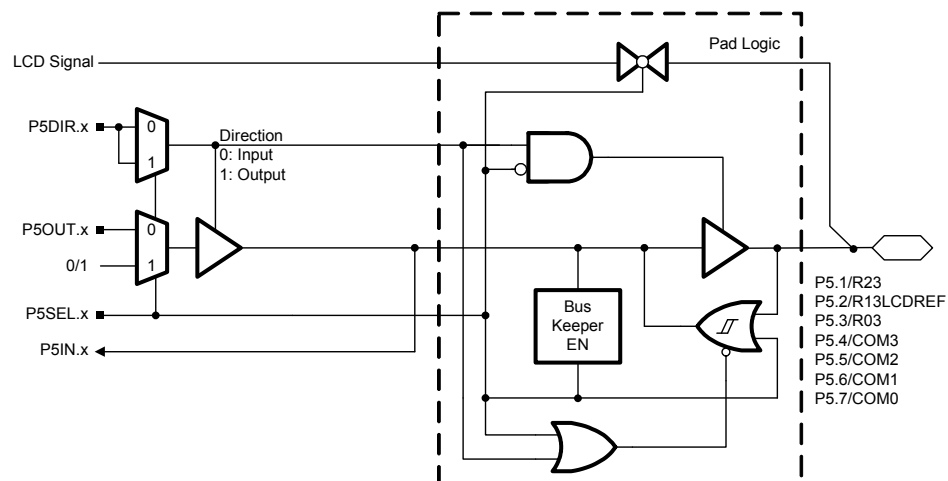 Pad Logic
LCD Signal
P5DIR.x
0
1
Direction
0: Input
1: Output
P5OUT.x
0
0/1
1
P5SEL.x
P5IN.x
Bus
Keeper
EN
P5.1/R23
P5.2/R13LCDREF
P5.3/R03
P5.4/COM3
P5.5/COM2
P5.6/COM1
P5.7/COM0